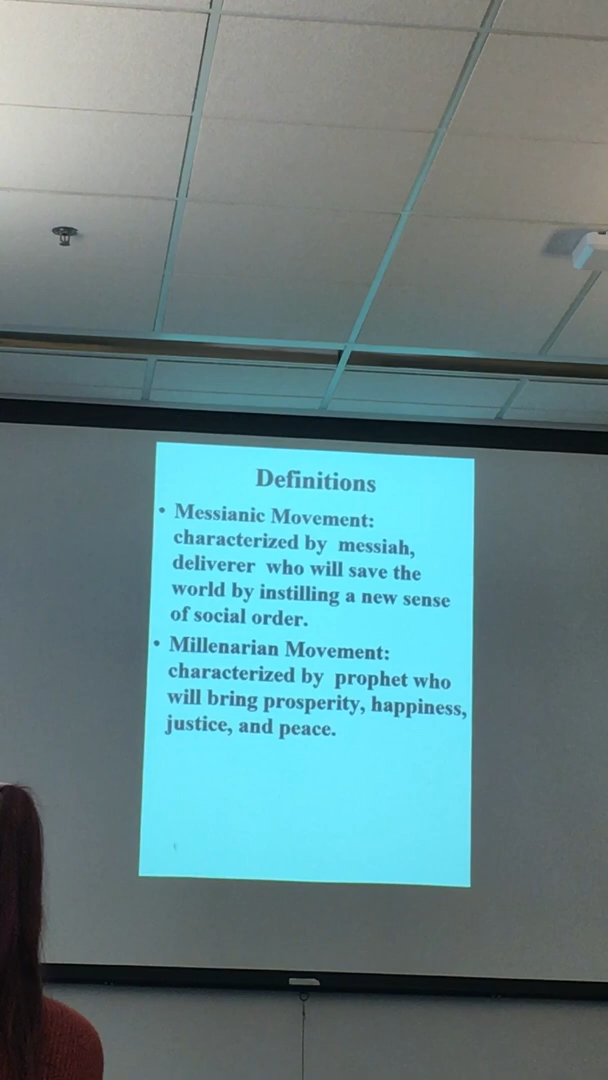 Definitions
• Messianic Movement:
characterized by messiah,
deliverer who will save the
world by instilling a new sense
of social order.
• Millenarian Movement:
characterized by prophet who
will bring prosperity, happiness,
justice, and peace.